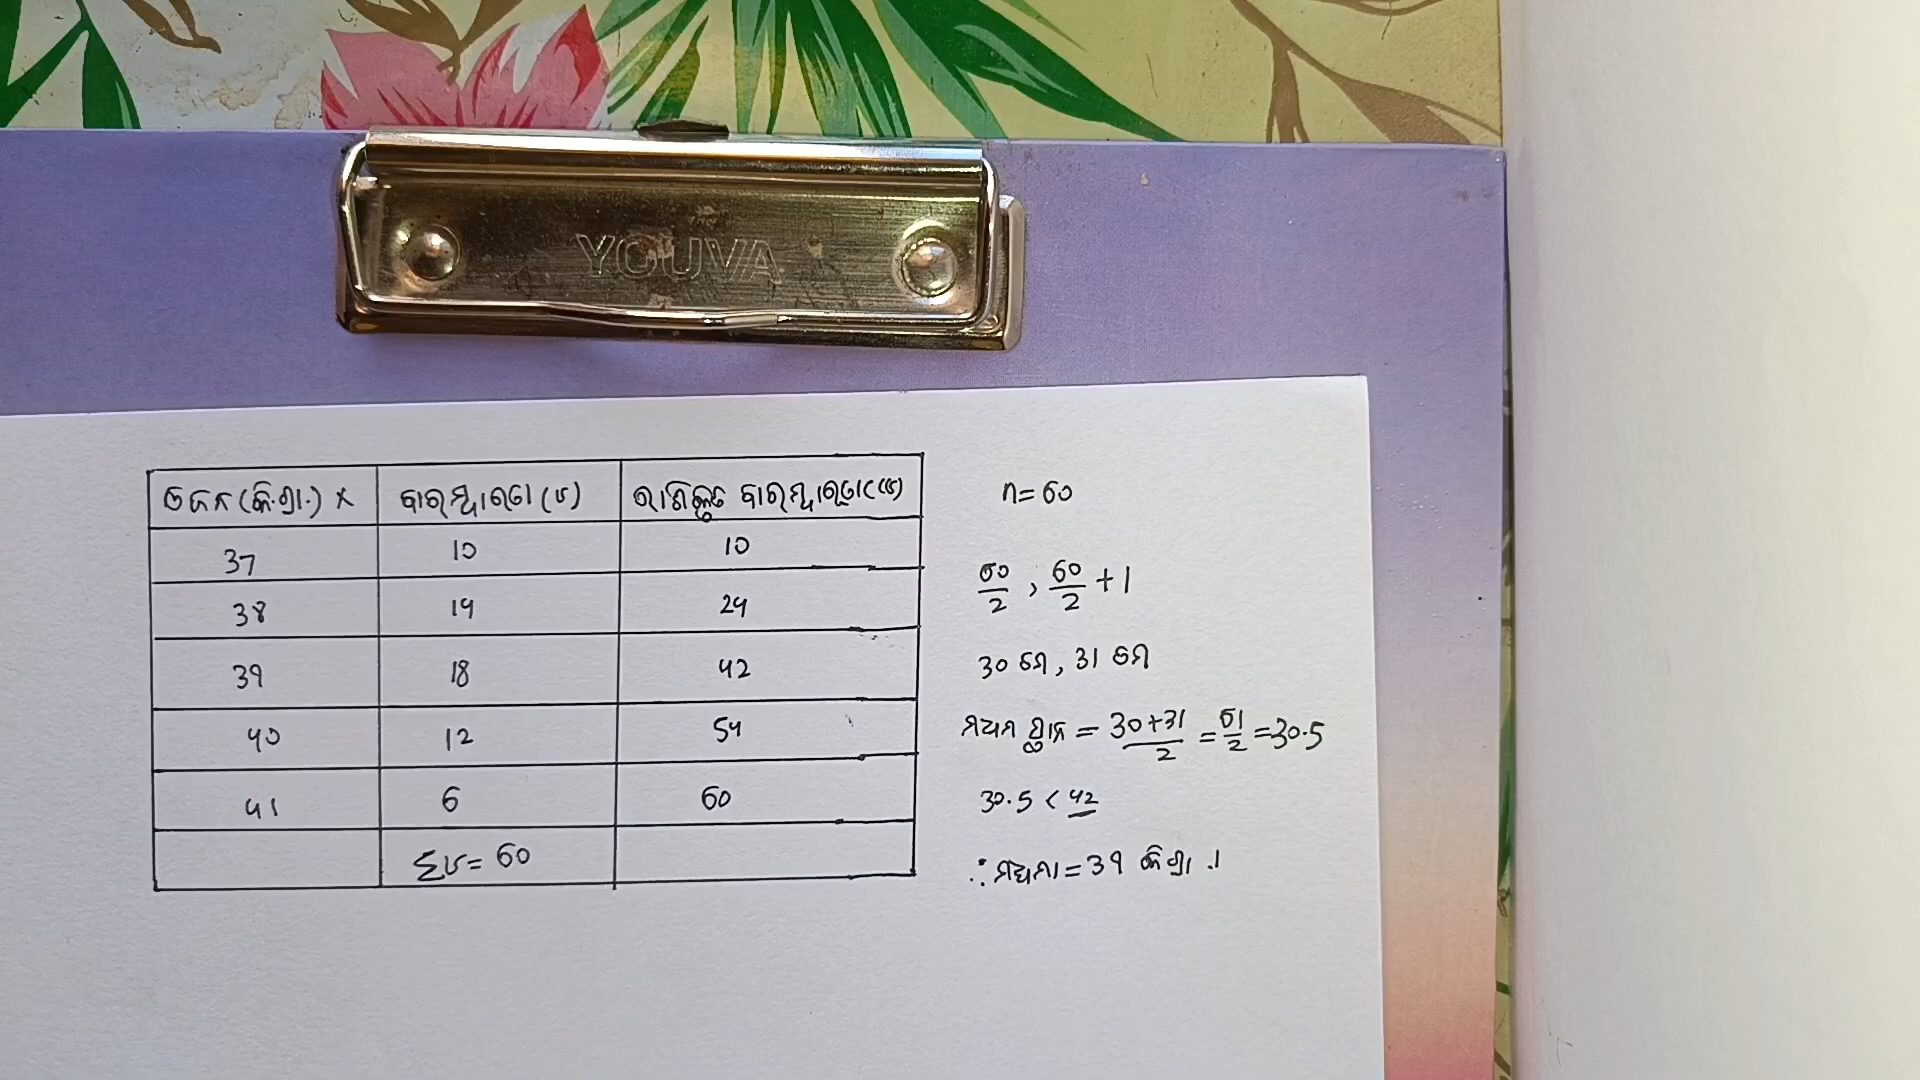 YOUVA
ଓଜନ (କି.ଗ୍ରା.) x ବାରମ୍ବାରତା (f) ରାଶିକୃତ ବାରମ୍ବାରତା (cf)
37 10 10
38 14 24
39 18 42
40 12 54
41 6 60
Σf = 60
n = 60
60/2 , 60/2 + 1
30 ତମ, 31 ତମ
ମଧ୍ୟମ ସ୍ଥାନ = 30+31/2 = 61/2 = 30.5
30.5 < 42
∴ ମଧ୍ୟମା = 39 କି ଗ୍ରା .।